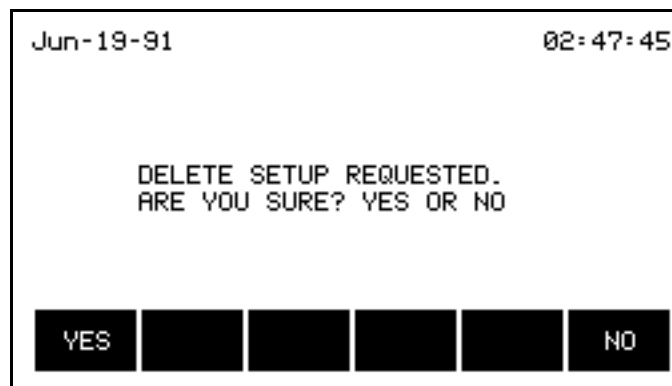 Jun-19-91 02:47:45
DELETE SETUP REQUESTED.
ARE YOU SURE? YES OR NO
YES NO